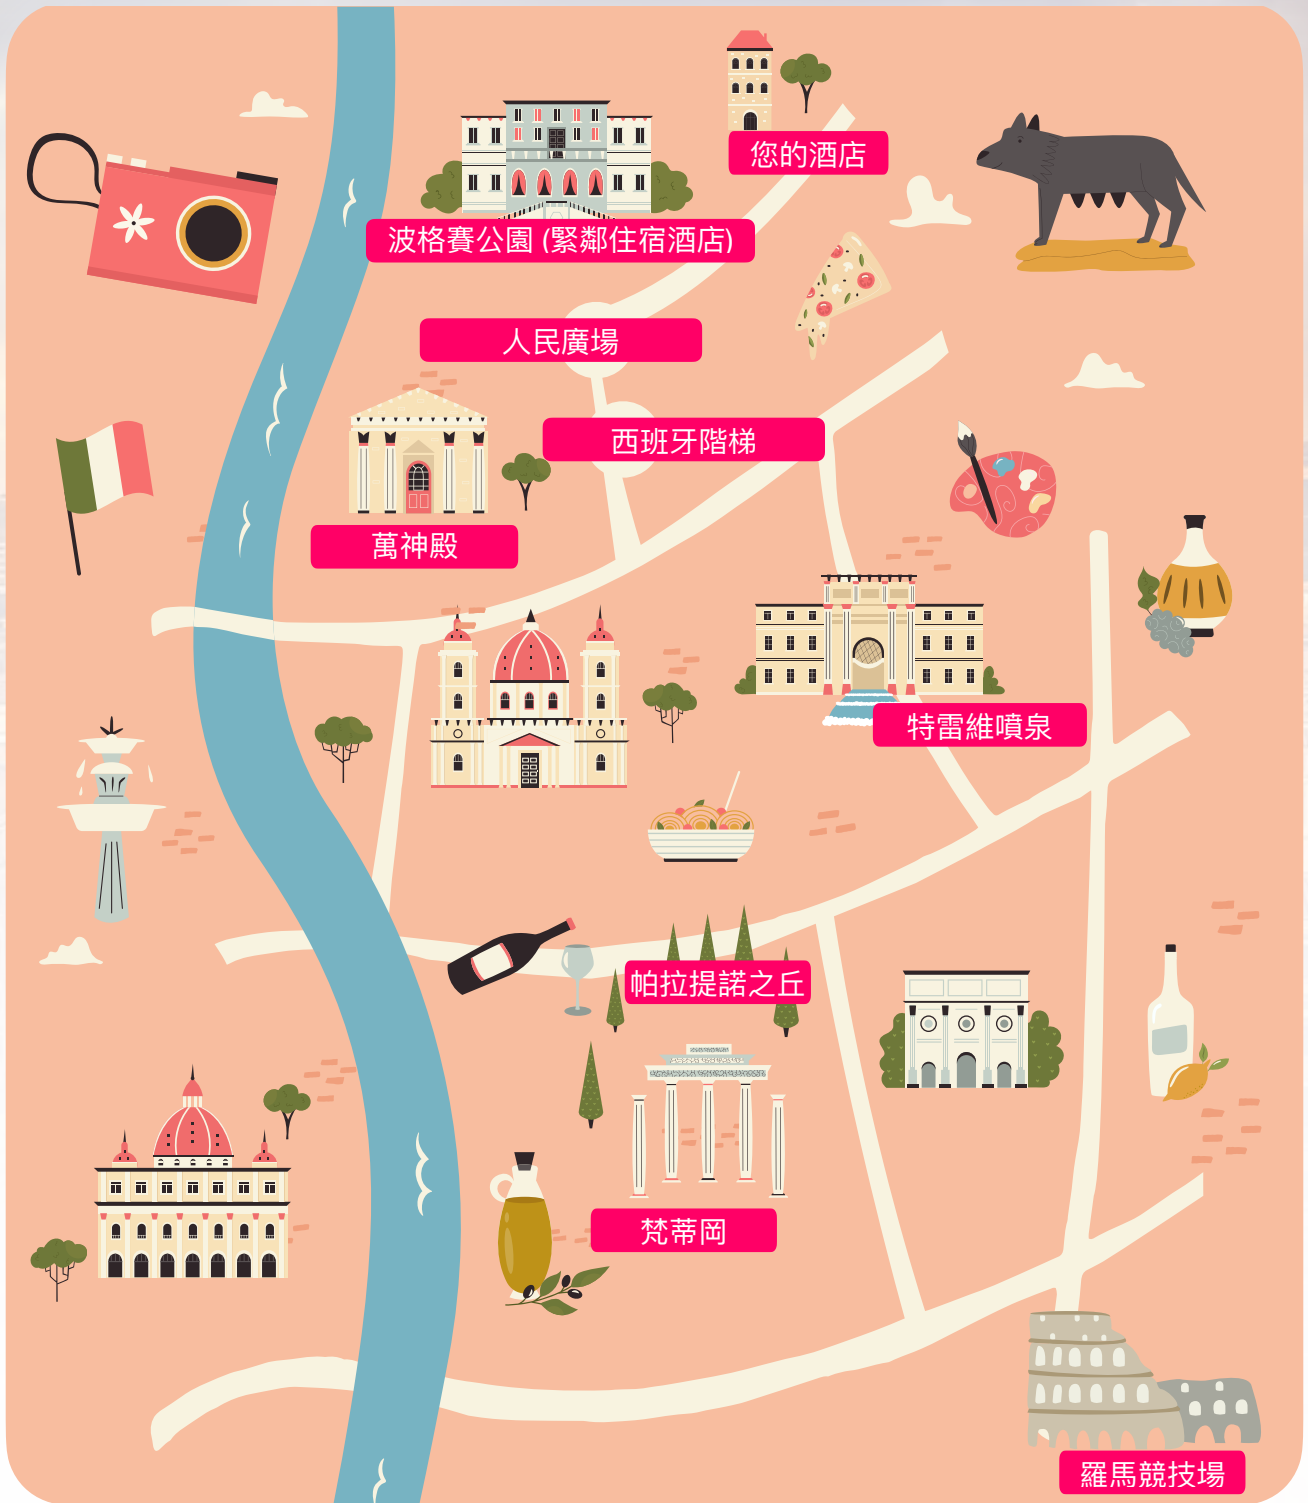 您的酒店
波格賽公園 (緊鄰住宿酒店)
人民廣場
西班牙階梯
萬神殿
特雷維噴泉
帕拉提諾之丘
梵蒂岡
羅馬競技場